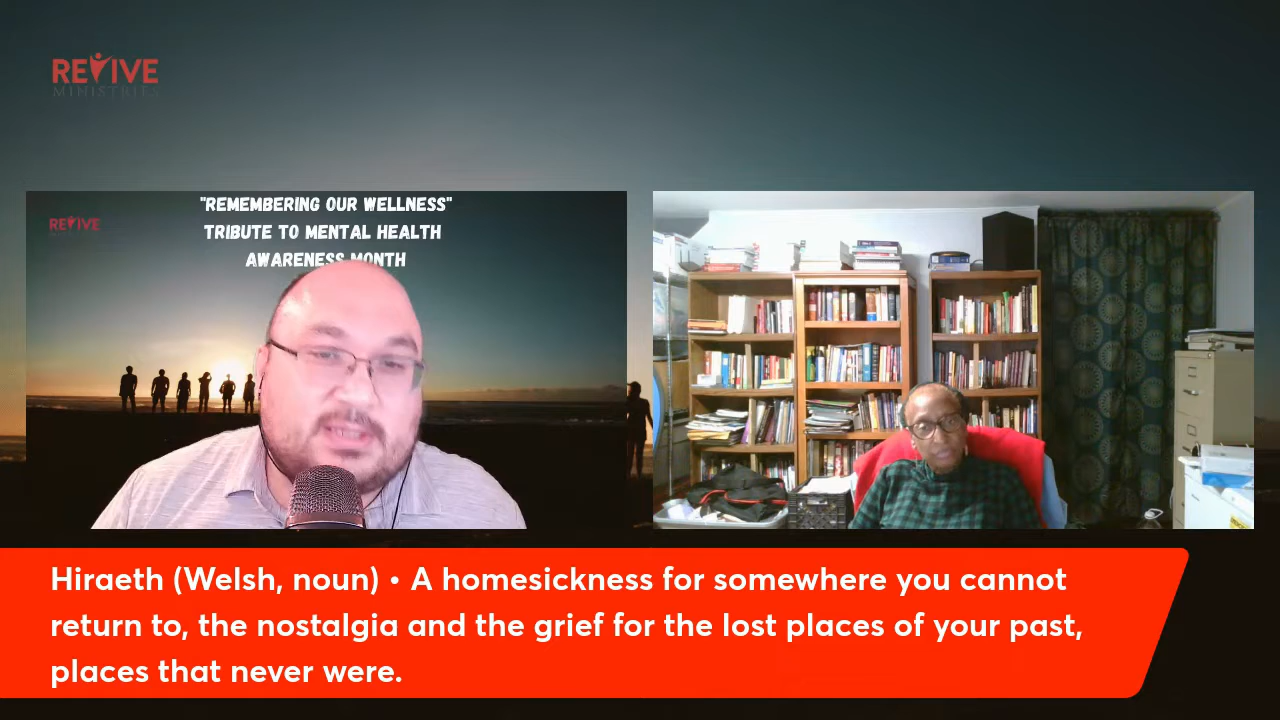 REVIVE
MINISTRIES
"REMEMBERING OUR WELLNESS"
REVIVE
TRIBUTE TO MENTAL HEALTH
AWARENESS MONTH
Hiraeth (Welsh, noun) • A homesickness for somewhere you cannot
return to, the nostalgia and the grief for the lost places of your past,
places that never were.